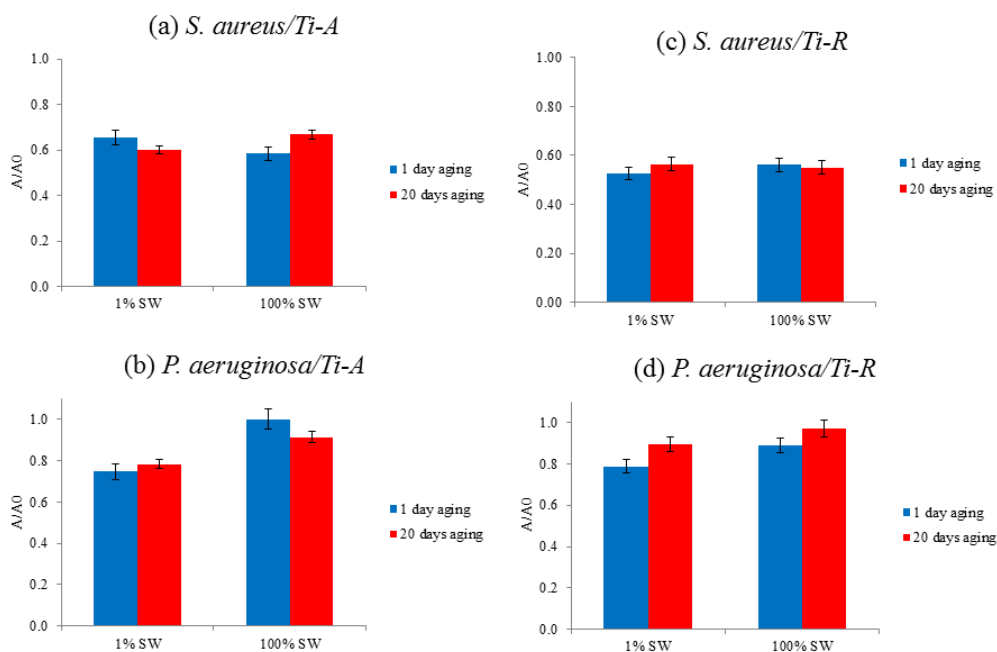 (a) S. aureus/Ti-A
1.0
0.8
0.6
0.4
0.2
0.0
A/A0
1% SW
100% SW
1 day aging
20 days aging
(c) S. aureus/Ti-R
1.00
0.80
0.60
0.40
0.20
0.00
A/A0
1% SW
100% SW
1 day aging
20 days aging
(b) P. aeruginosa/Ti-A
1.0
0.8
0.6
0.4
0.2
0.0
A/A0
1% SW
100% SW
1 day aging
20 days aging
(d) P. aeruginosa/Ti-R
1.0
0.8
0.6
0.4
0.2
0.0
A/A0
1% SW
100% SW
1 day aging
20 days aging